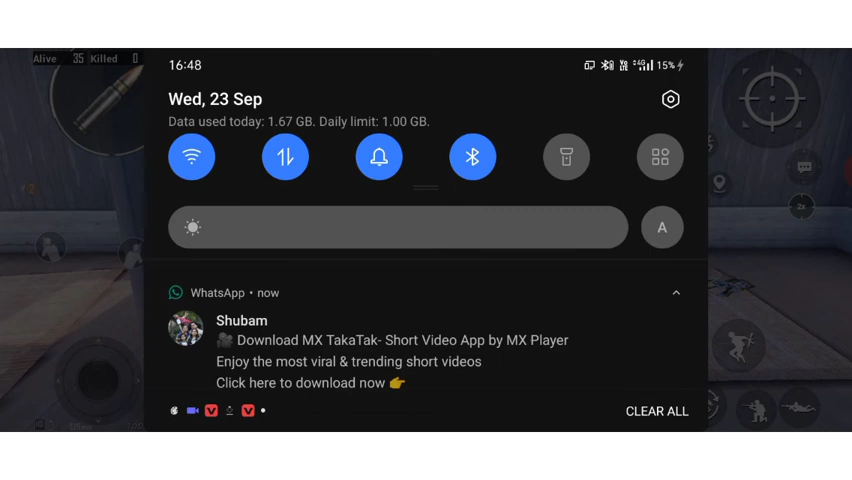 Alive 35 Killed 0
16:48
4G 15%
Wed, 23 Sep
Data used today: 1.67 GB. Daily limit: 1.00 GB.
A
2x
WhatsApp • now
Shubam
🎥 Download MX TakaTak- Short Video App by MX Player
Enjoy the most viral & trending short videos
Click here to download now 👉
CLEAR ALL